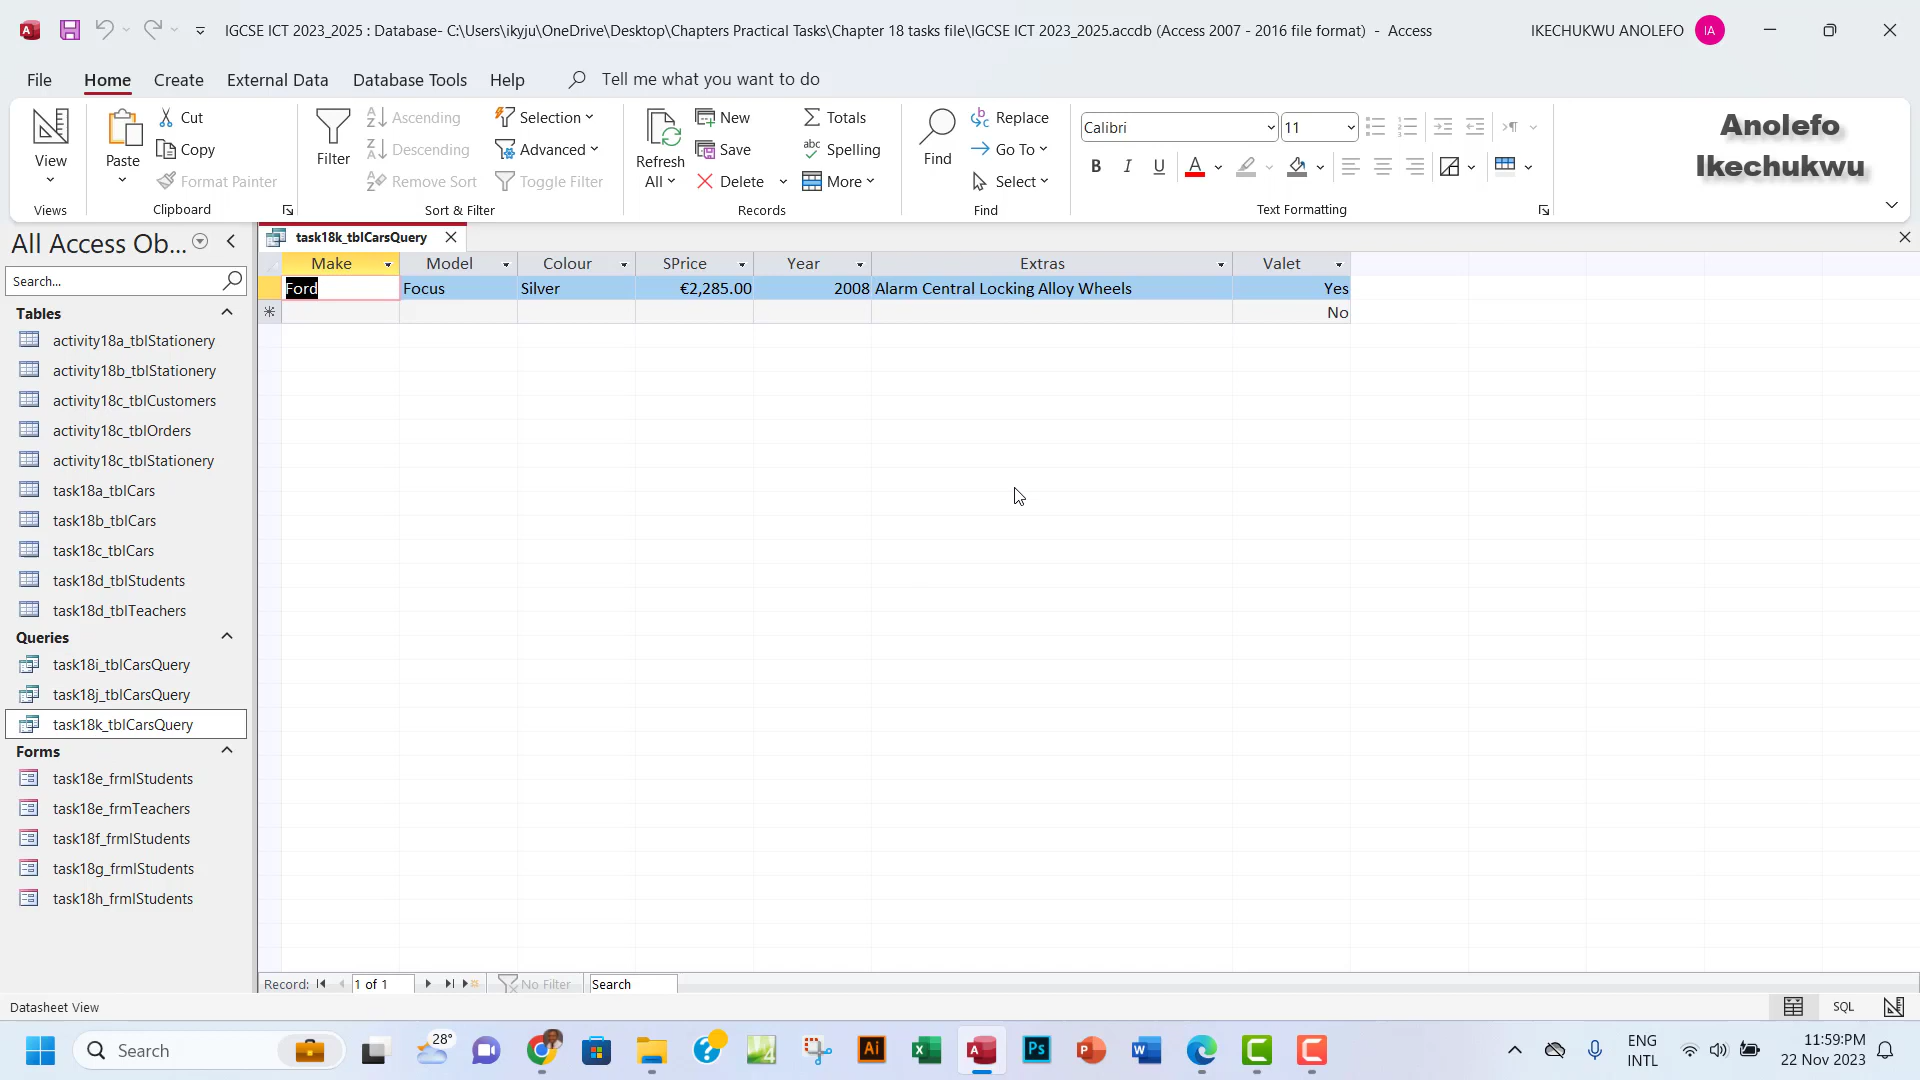 IGCSE ICT 2023_2025 : Database- C:\Users\ikyju\OneDrive\Desktop\Chapters Practical Tasks\Chapter 18 tasks file\IGCSE ICT 2023_2025.accdb (Access 2007 - 2016 file format) - Access
IKECHUKWU ANOLEFO
IA
File
Home
Create
External Data
Database Tools
Help
Tell me what you want to do
View
Views
Paste
Cut
Copy
Format Painter
Clipboard
Filter
Ascending
Descending
Remove Sort
Selection
Advanced
Toggle Filter
Sort & Filter
Refresh
All
New
Save
Delete
Totals
Spelling
More
Records
Find
Replace
Go To
Select
Find
Calibri
11
B I U A
Text Formatting
Anolefo
Ikechukwu
All Access Ob...
Search...
Tables
activity18a_tblStationery
activity18b_tblStationery
activity18c_tblCustomers
activity18c_tblOrders
activity18c_tblStationery
task18a_tblCars
task18b_tblCars
task18c_tblCars
task18d_tblStudents
task18d_tblTeachers
Queries
task18i_tblCarsQuery
task18j_tblCarsQuery
task18k_tblCarsQuery
Forms
task18e_frmlStudents
task18e_frmTeachers
task18f_frmlStudents
task18g_frmlStudents
task18h_frmlStudents
task18k_tblCarsQuery
Make Model Colour SPrice Year Extras Valet
Ford Focus Silver €2,285.00 2008 Alarm Central Locking Alloy Wheels Yes
No
Record: 1 of 1 No Filter Search
Datasheet View
SQL
Search
28°
Ai
Ps
ENG
INTL
11:59:PM
22 Nov 2023